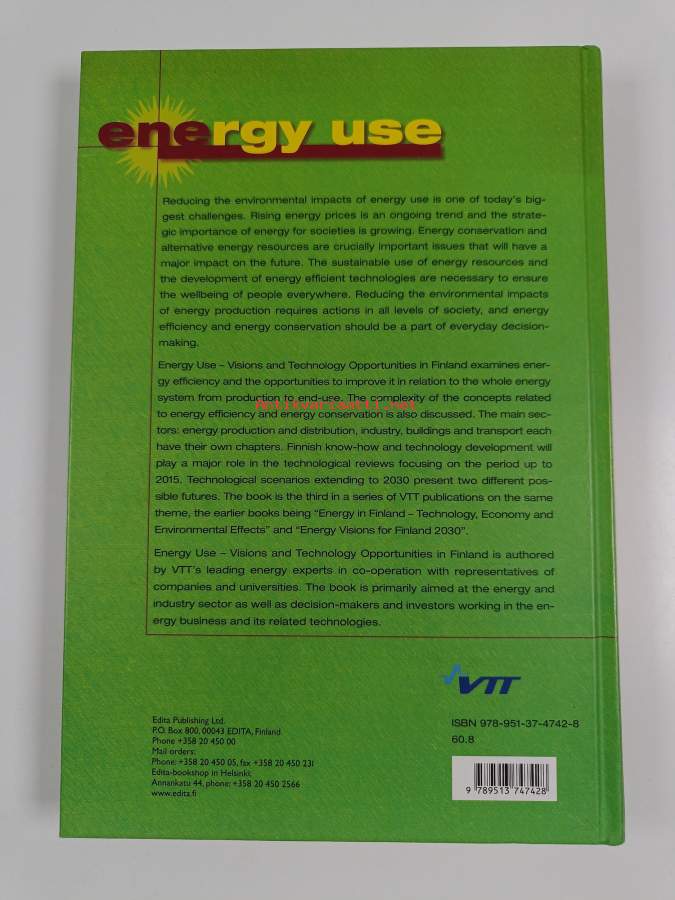 energy use
Reducing the environmental impacts of energy use is one of today's big-
gest challenges. Rising energy prices is an ongoing trend and the strate-
gic importance of energy for societies is growing. Energy conservation and
alternative energy resources are crucially important issues that will have a
major impact on the future. The sustainable use of energy resources and
the development of energy efficient technologies are necessary to ensure
the wellbeing of people everywhere. Reducing the environmental impacts
of energy production requires actions in all levels of society, and energy
efficiency and energy conservation should be a part of everyday decision-
making.
Energy Use – Visions and Technology Opportunities in Finland examines ener-
gy efficiency and the opportunities to improve it in relation to the whole energy
system from production to end-use. The complexity of the concepts related
Antikvariaatti.net
to energy efficiency and energy conservation is also discussed. The main sec-
tors: energy production and distribution, industry, buildings and transport each
have their own chapters. Finnish know-how and technology development will
play a major role in the technological reviews focusing on the period up to
2015. Technological scenarios extending to 2030 present two different pos-
sible futures. The book is the third in a series of VTT publications on the same
theme, the earlier books being "Energy in Finland – Technology, Economy and
Environmental Effects" and "Energy Visions for Finland 2030".
Energy Use – Visions and Technology Opportunities in Finland is authored
by VTT's leading energy experts in co-operation with representatives of
companies and universities. The book is primarily aimed at the energy and
industry sector as well as decision-makers and investors working in the en-
ergy business and its related technologies.
VTT
Edita Publishing Ltd.
P.O. Box 800, 00043 EDITA, Finland
Phone +358 20 450 00
Mail orders:
Phone: +358 20 450 05, fax +358 20 450 231
Edita-bookshop in Helsinki:
Annankatu 44, phone: +358 20 450 2566
www.edita.fi
ISBN 978-951-37-4742-8
60.8
9 789513 747428